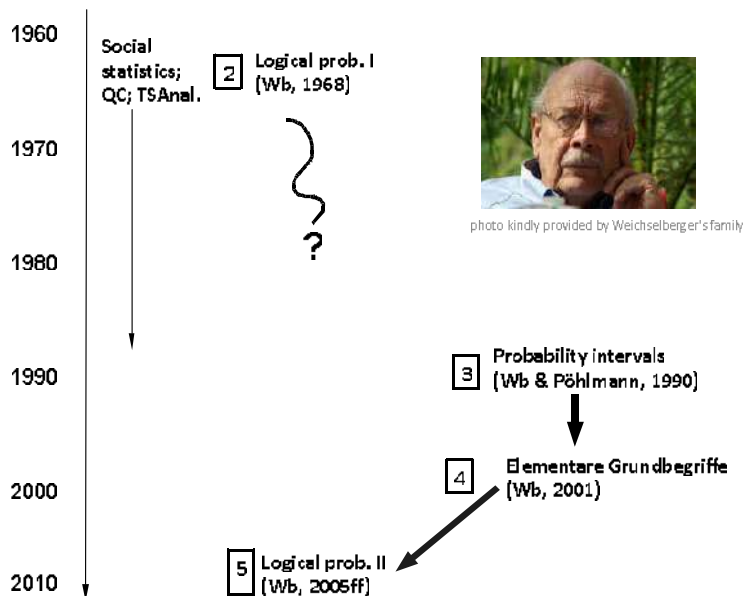 1960
Social
statistics;
QC; TSAnal.
2
Logical prob. I
(Wb, 1968)
1970
photo kindly provided by Weichselberger's family
?
1980
3
Probability intervals
(Wb & Pöhlmann, 1990)
1990
4
Elementare Grundbegriffe
(Wb, 2001)
2000
5
Logical prob. II
(Wb, 2005ff)
2010